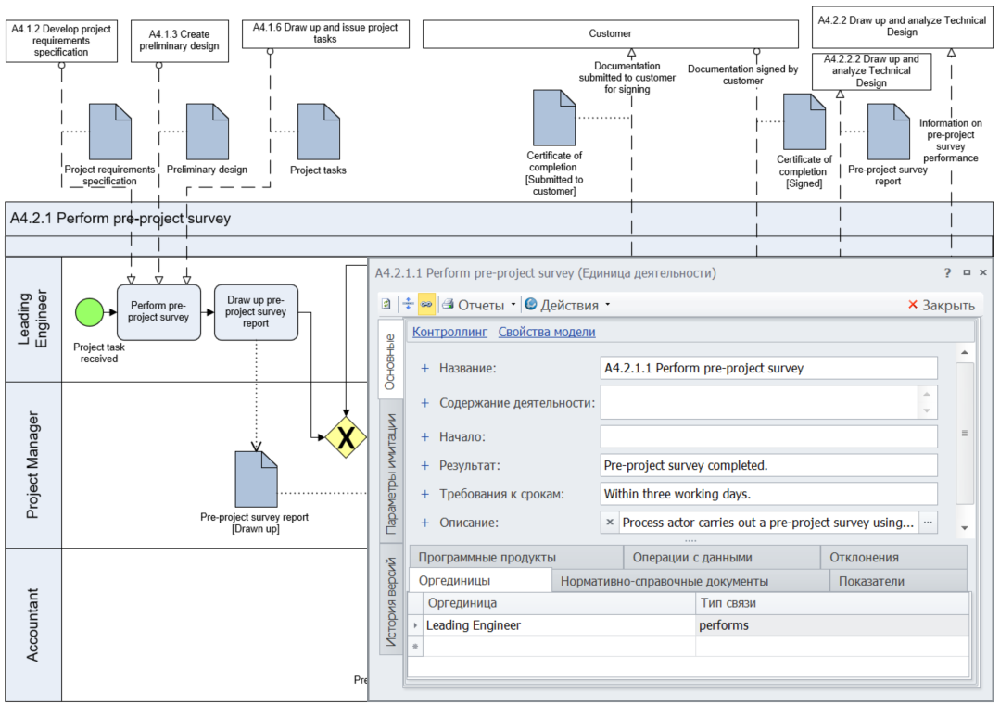 A4.1.2 Develop project
requirements
specification
A4.1.3 Create
preliminary design
A4.1.6 Draw up and issue project
tasks
Customer
A4.2.2 Draw up and analyze Technical
Design
A4.2.2.2 Draw up and
analyze Technical
Design
Documentation
submitted to customer
for signing
Documentation signed by
customer
Information on
pre-project
survey
performance
Project requirements
specification
Preliminary design
Project tasks
Certificate of
completion
[Submitted to
customer]
Certificate of
completion
[Signed]
Pre-project survey
report
A4.2.1 Perform pre-project survey
Leading
Engineer
Project task
received
Perform pre-
project survey
Draw up pre-
project survey
report
Project Manager
X
Pre-project survey report
[Drawn up]
Accountant
Pre
A4.2.1.1 Perform pre-project survey (Единица деятельности)
?
Отчеты
Действия
Закрыть
Основные
Параметры имитации
История версий
Контроллинг Свойства модели
+ Название: A4.2.1.1 Perform pre-project survey
+ Содержание деятельности:
+ Начало:
+ Результат: Pre-project survey completed.
+ Требования к срокам: Within three working days.
+ Описание: × Process actor carries out a pre-project survey using... ...
Программные продукты Операции с данными Отклонения
Оргединицы Нормативно-справочные документы Показатели
Оргединица Тип связи
Leading Engineer performs